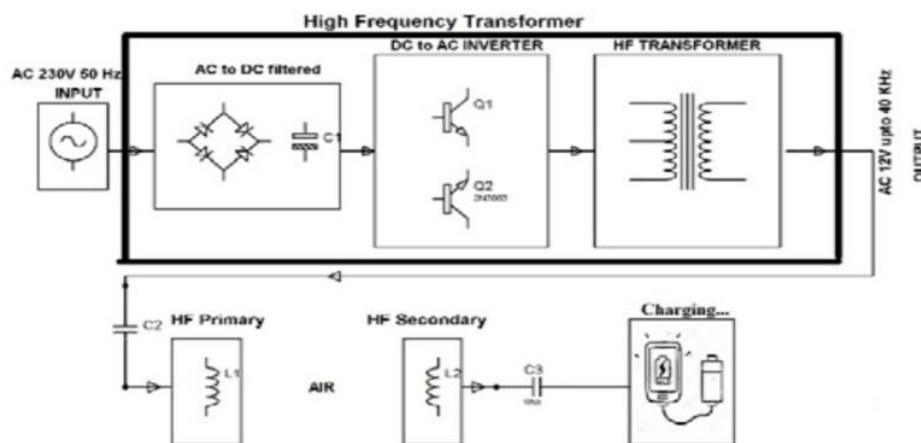 High Frequency Transformer
DC to AC INVERTER
HF TRANSFORMER
AC to DC filtered
AC 230V 50 Hz
INPUT
C1
Q1
Q2
AC 12V upto 40 KHz
OUTPUT
C2
HF Primary
L1
AIR
HF Secondary
L2
C3
Charging...